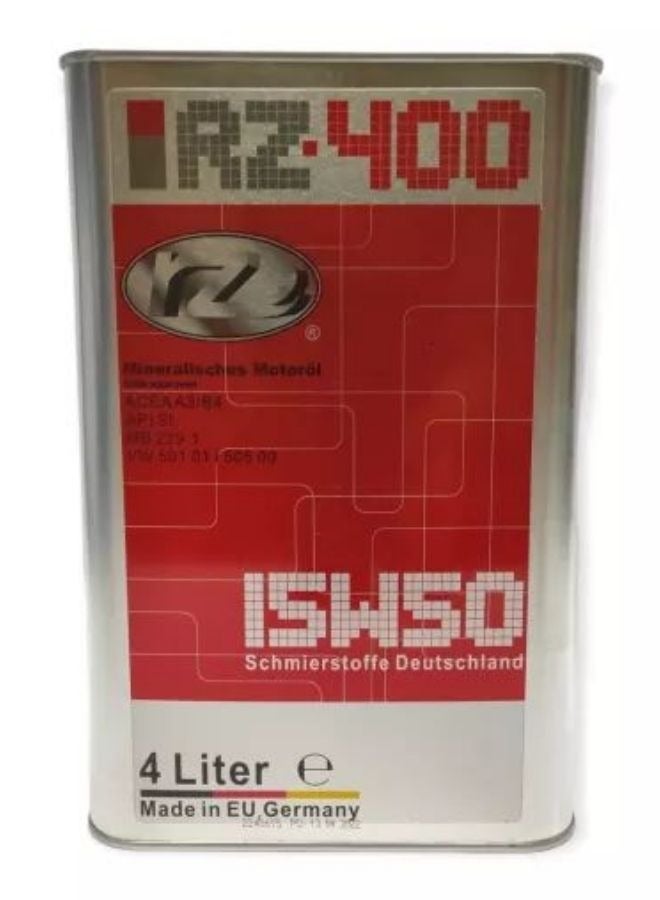 RZ·400
rz
®
Mineralisches Motoröl
ACEA A3/B4
API SL
MB 229.1
VW 501 01 / 505 00
15W50
Schmierstoffe Deutschland
4 Liter ℮
Made in EU Germany